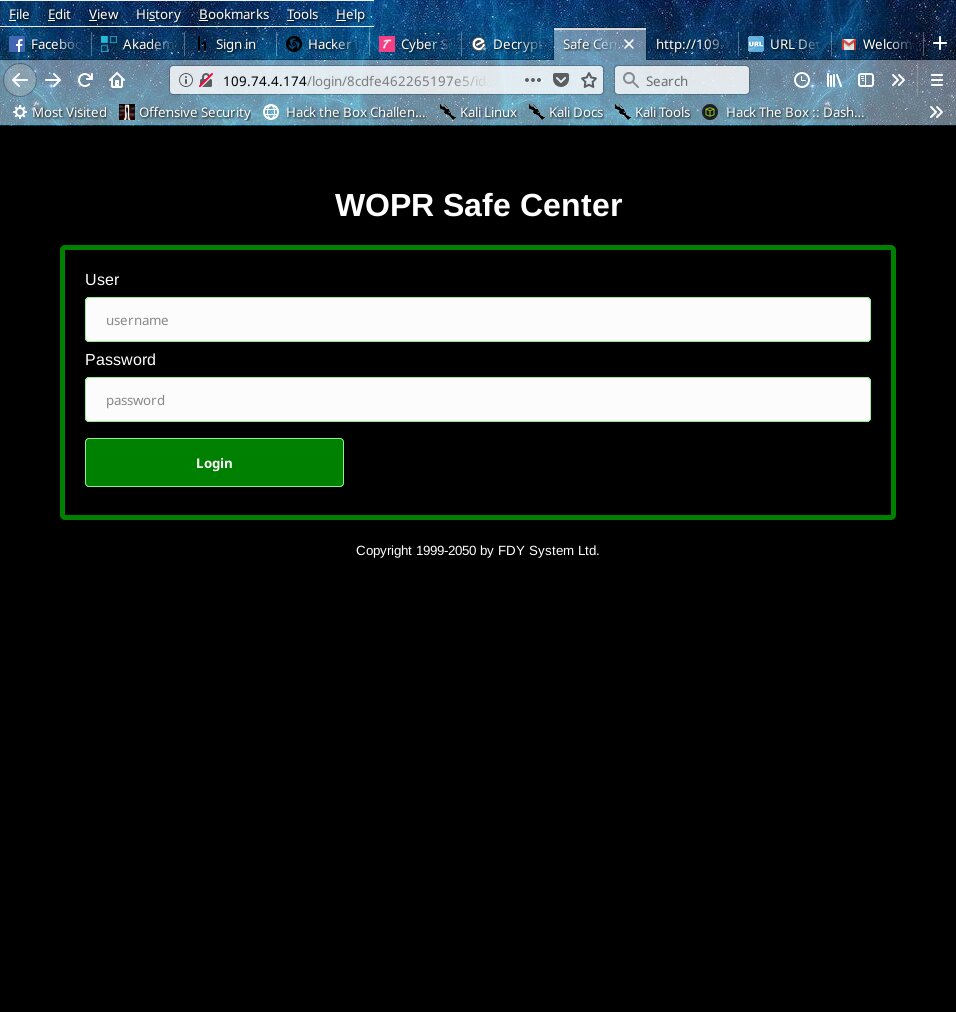 File Edit View History Bookmarks Tools Help
Facebo Akadem Sign in Hacker Cyber S Decryp Safe Cen http://109. URL De Welcom
109.74.4.174/login/8cdfe462265197e5/id Search
Most Visited Offensive Security Hack the Box Challen... Kali Linux Kali Docs Kali Tools Hack The Box :: Dash...
WOPR Safe Center
User
username
Password
password
Login
Copyright 1999-2050 by FDY System Ltd.